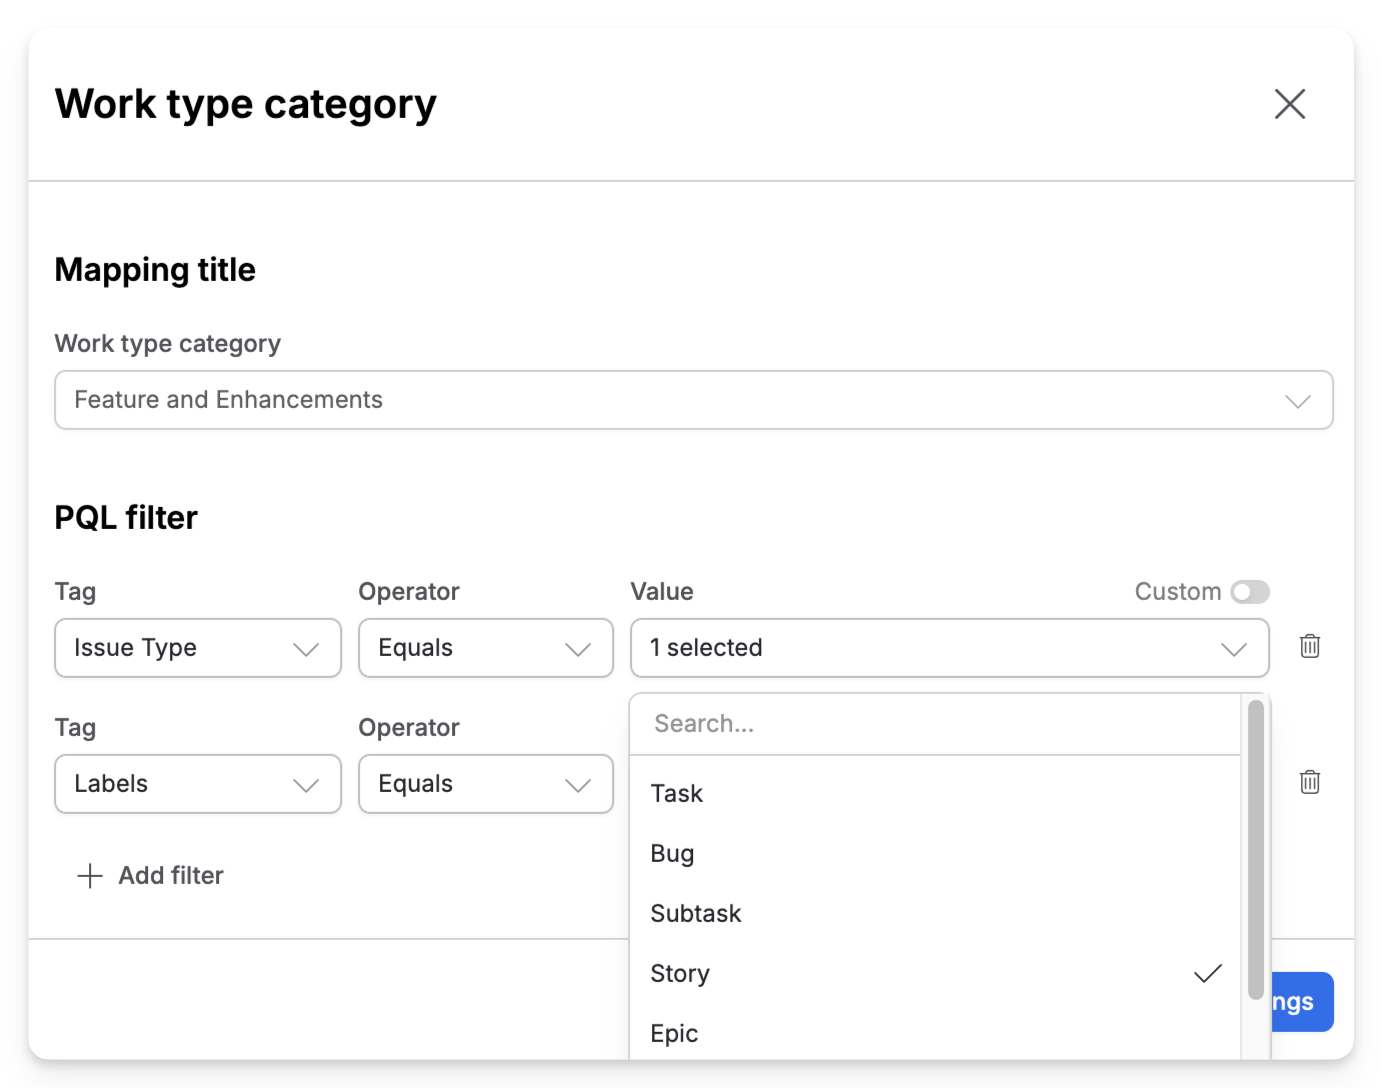 Work type category
Mapping title
Work type category
Feature and Enhancements
PQL filter
Tag
Operator
Value
Custom
Issue Type
Equals
1 selected
Search...
Tag
Operator
Labels
Equals
Task
Bug
Subtask
Story
Epic
Add filter